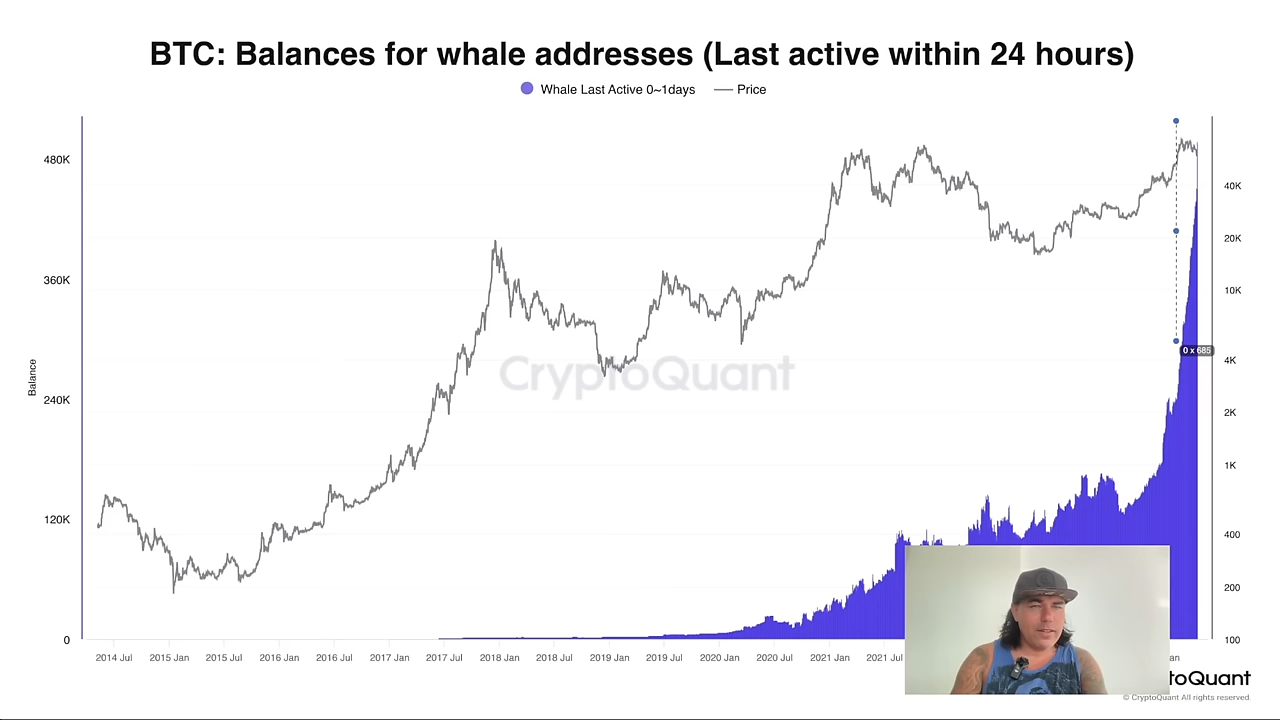 BTC: Balances for whale addresses (Last active within 24 hours)
Whale Last Active 0~1days
Price
480K
360K
240K
120K
0
Balance
40K
20K
10K
4K
2K
1K
400
200
100
0 x 685
CryptoQuant
2014 Jul
2015 Jan
2015 Jul
2016 Jan
2016 Jul
2017 Jan
2017 Jul
2018 Jan
2018 Jul
2019 Jan
2019 Jul
2020 Jan
2020 Jul
2021 Jan
2021 Jul
an
toQuant
© CryptoQuant All rights reserved.